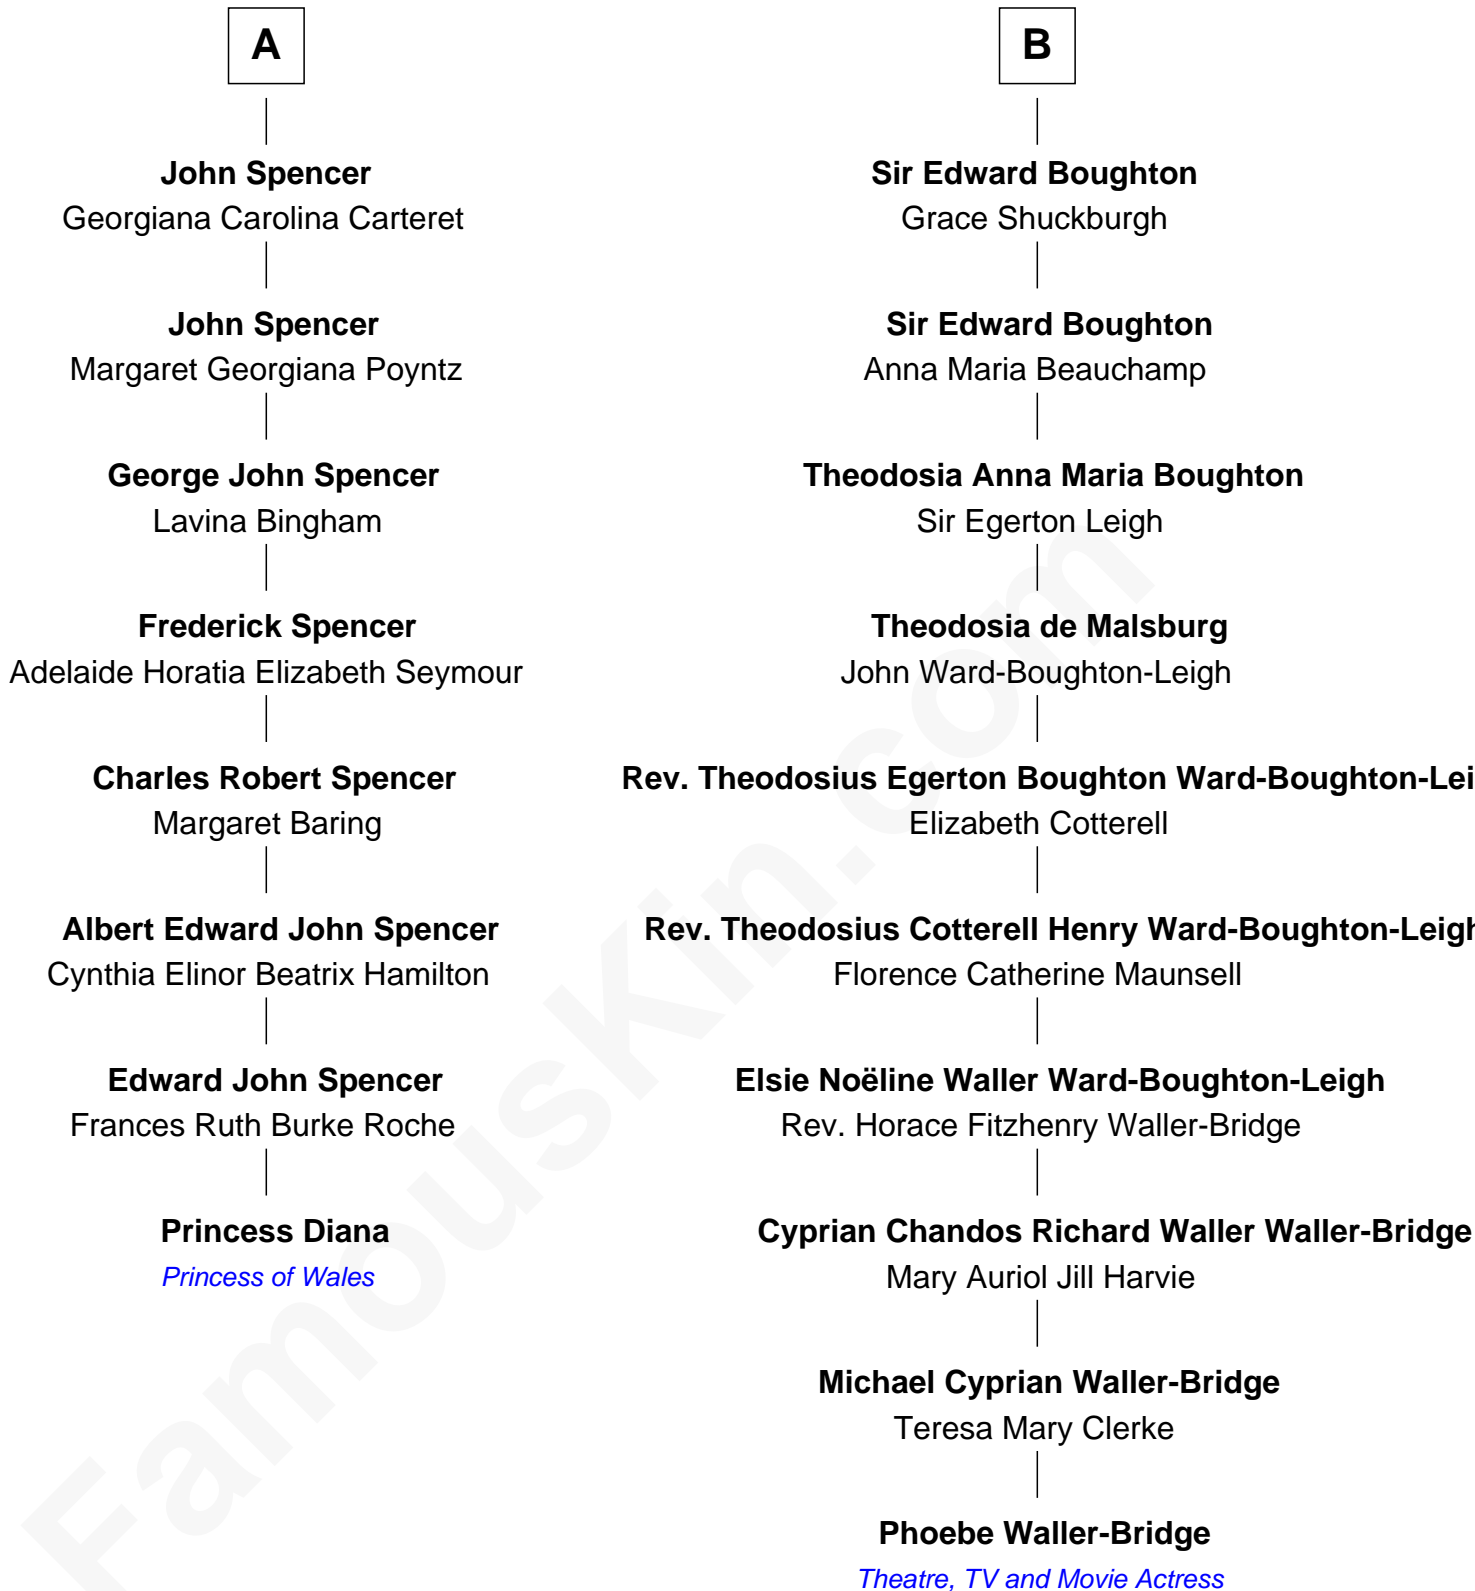 A
John Spencer
Georgiana Carolina Carteret
John Spencer
Margaret Georgiana Poyntz
George John Spencer
Lavina Bingham
Frederick Spencer
Adelaide Horatia Elizabeth Seymour
Charles Robert Spencer
Margaret Baring
Albert Edward John Spencer
Cynthia Elinor Beatrix Hamilton
Edward John Spencer
Frances Ruth Burke Roche
Princess Diana
Princess of Wales
B
Sir Edward Boughton
Grace Shuckburgh
Sir Edward Boughton
Anna Maria Beauchamp
Theodosia Anna Maria Boughton
Sir Egerton Leigh
Theodosia de Malsburg
John Ward-Boughton-Leigh
Rev. Theodosius Egerton Boughton Ward-Boughton-Lei
Elizabeth Cotterell
Rev. Theodosius Cotterell Henry Ward-Boughton-Leigh
Florence Catherine Maunsell
Elsie Noëline Waller Ward-Boughton-Leigh
Rev. Horace Fitzhenry Waller-Bridge
Cyprian Chandos Richard Waller Waller-Bridge
Mary Auriol Jill Harvie
Michael Cyprian Waller-Bridge
Teresa Mary Clerke
Phoebe Waller-Bridge
Theatre, TV and Movie Actress
FamousKin.com